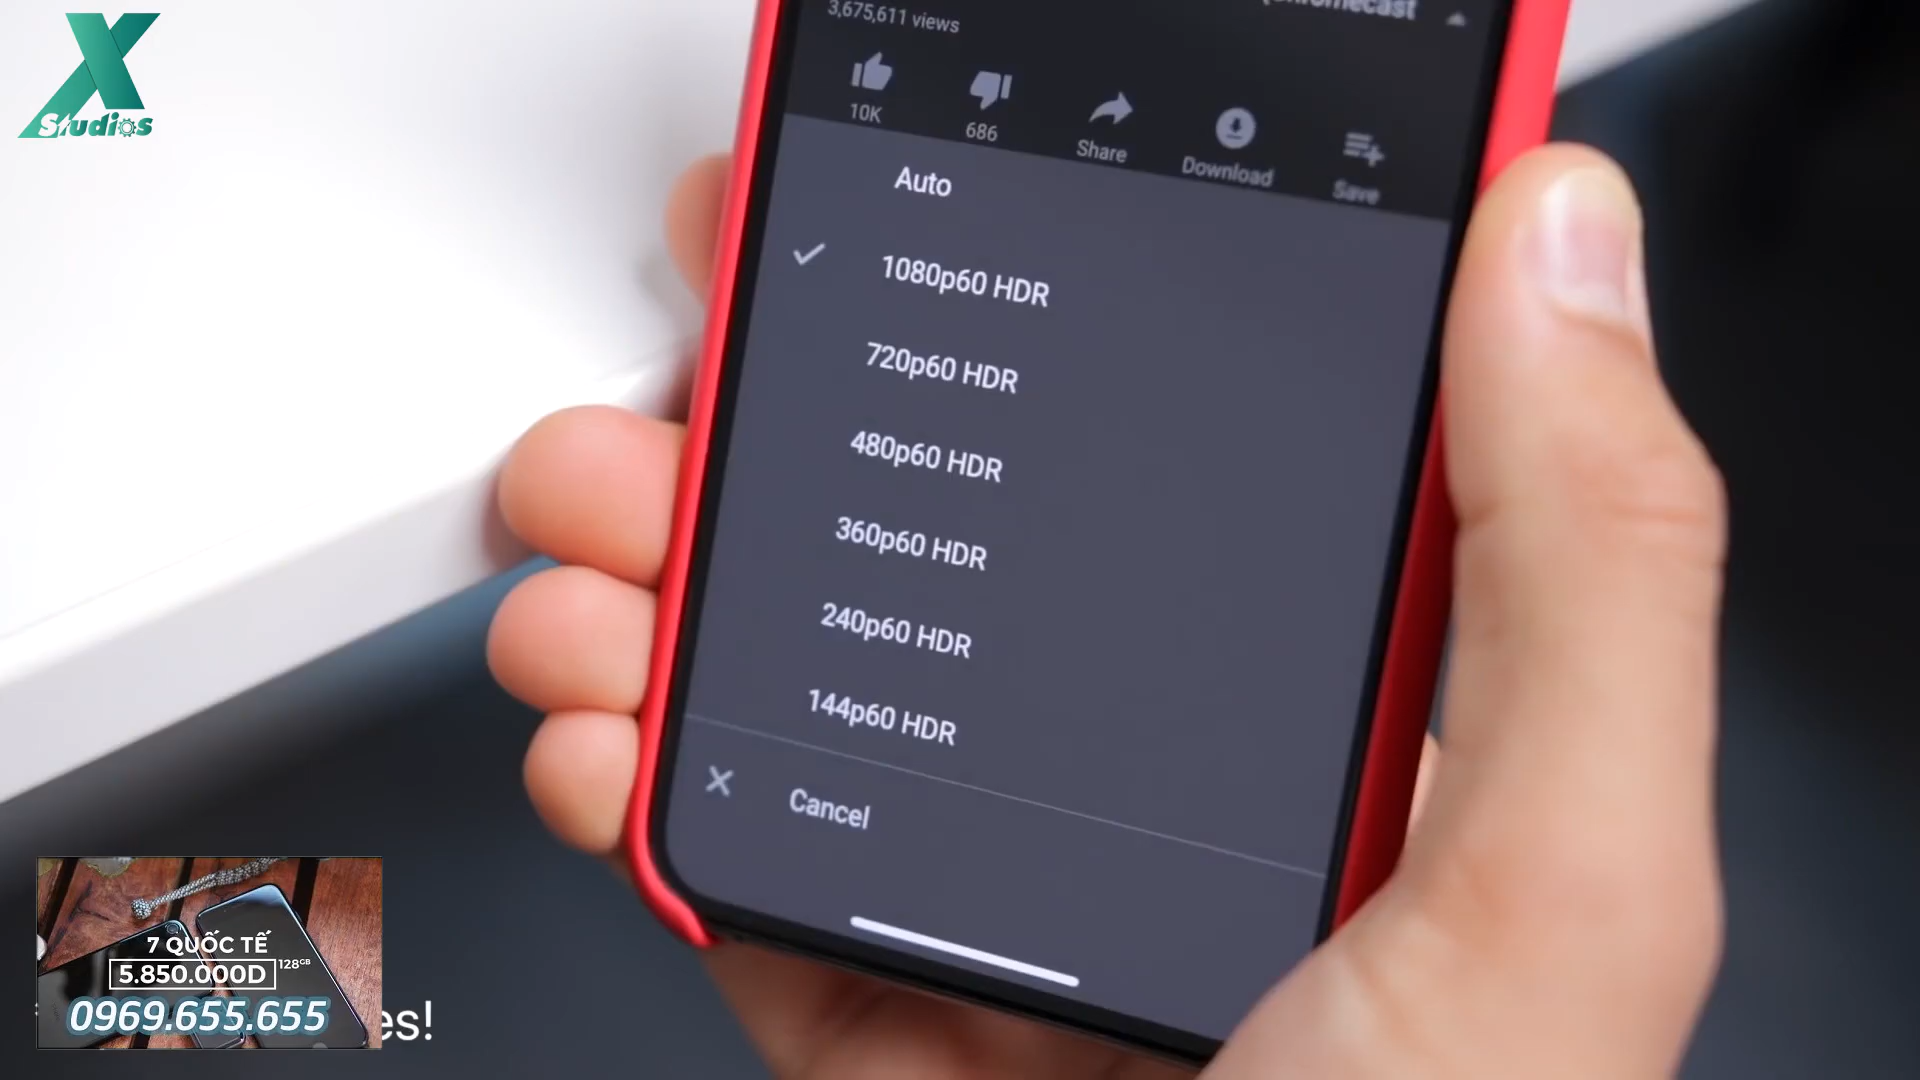 X
Studios
3,675,611 views
10K
686
Share
Download
Save
Auto
1080p60 HDR
720p60 HDR
480p60 HDR
360p60 HDR
240p60 HDR
144p60 HDR
Cancel
7 QUỐC TẾ
5.850.000D 128GB
0969.655.655